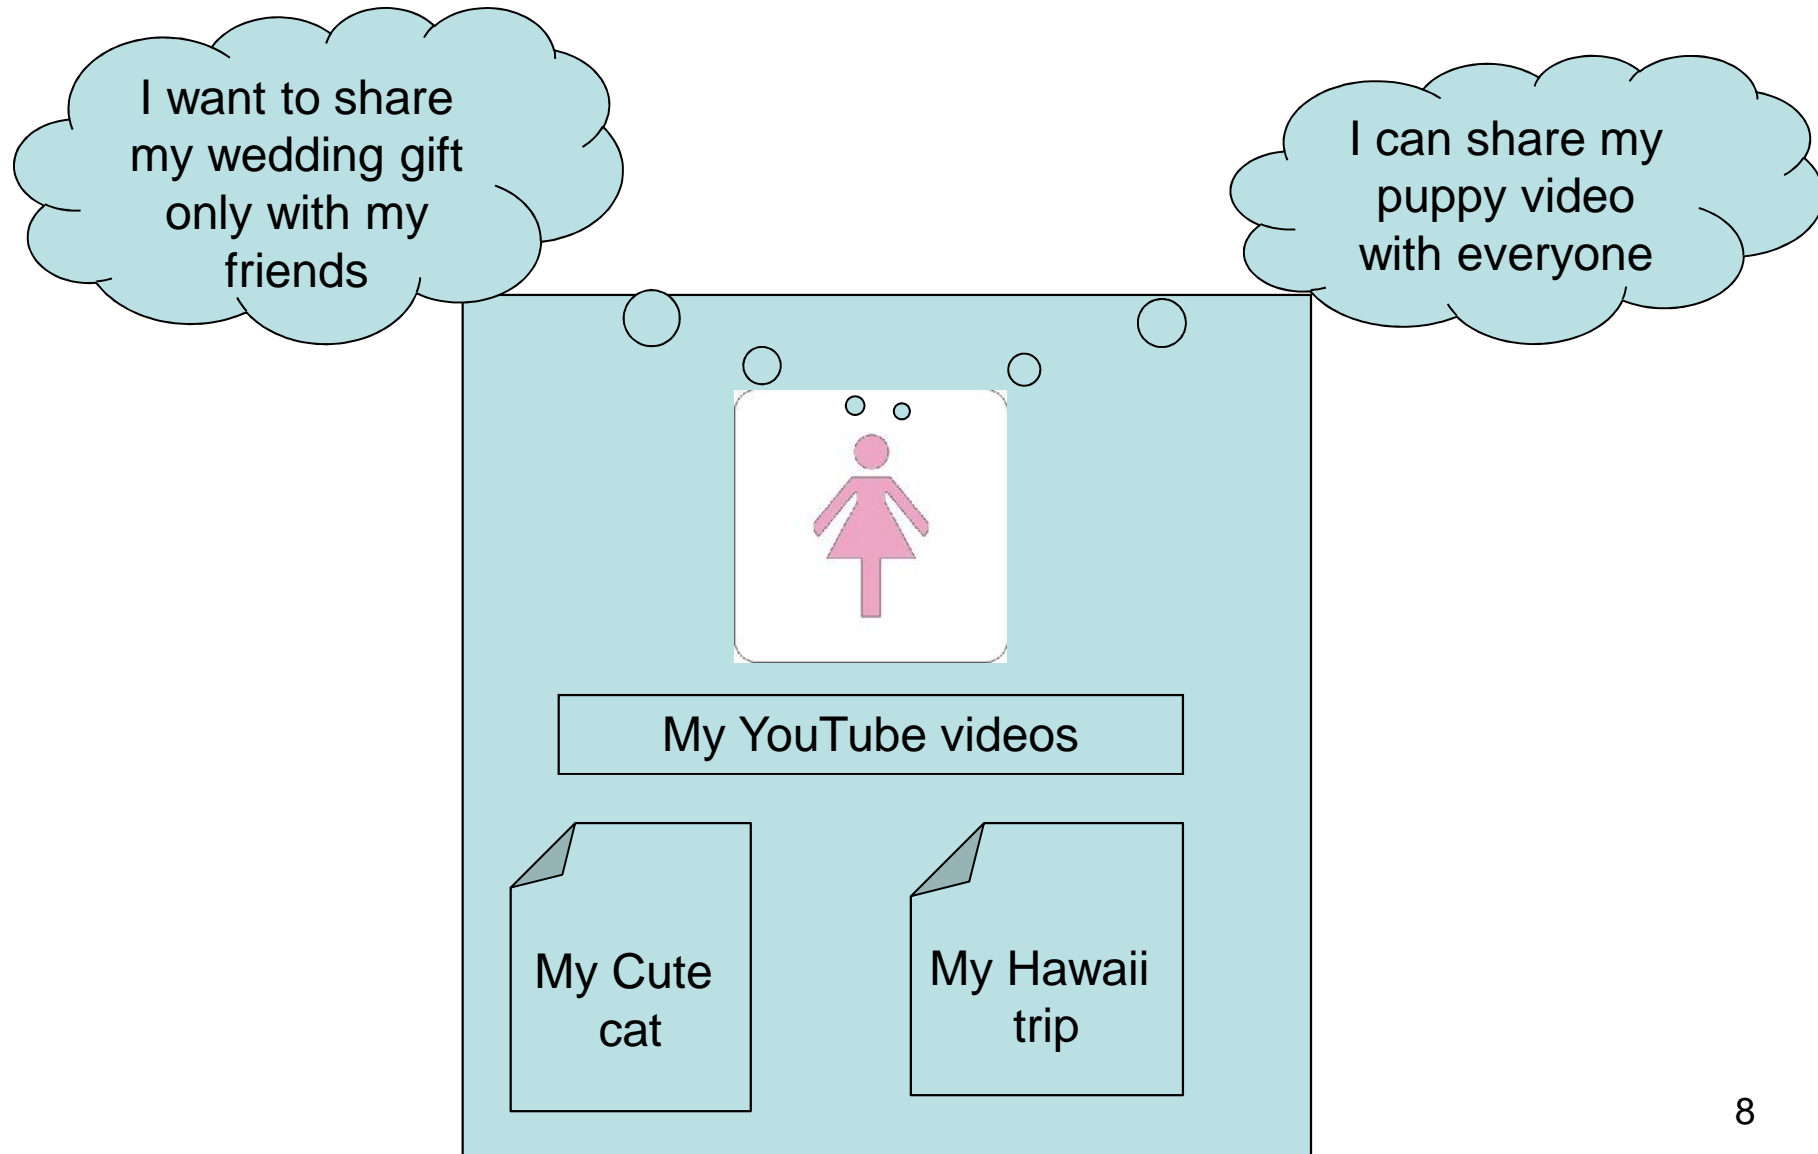 I want to share
my wedding gift
only with my
friends
I can share my
puppy video
with everyone
My YouTube videos
My Cute
cat
My Hawaii
trip
8